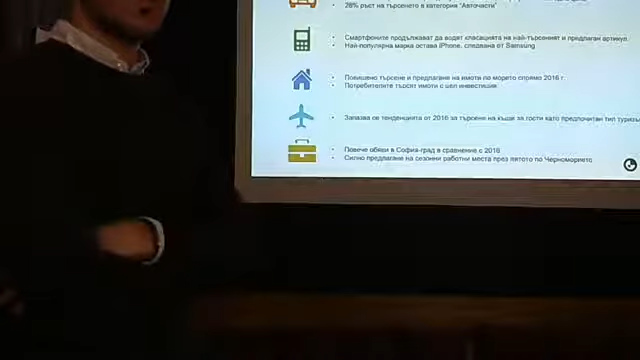 28% ръст на търсенето в категория "Авточасти"
Смартфоните продължават да водят класацията на най-търсеният и предлаган артикул.
Най-популярна марка остава iPhone, следвана от Samsung
Повишено търсене и предлагане на имоти по морето спрямо 2016 г.
Потребителите търсят имоти с цел инвестиция
Запазва се тенденцията от 2016 за търсене на къщи за гости като предпочитан тип туризъм
Повече обяви в София-град в сравнение с 2016
Силно предлагане на сезонни работни места през лятото по Черноморието